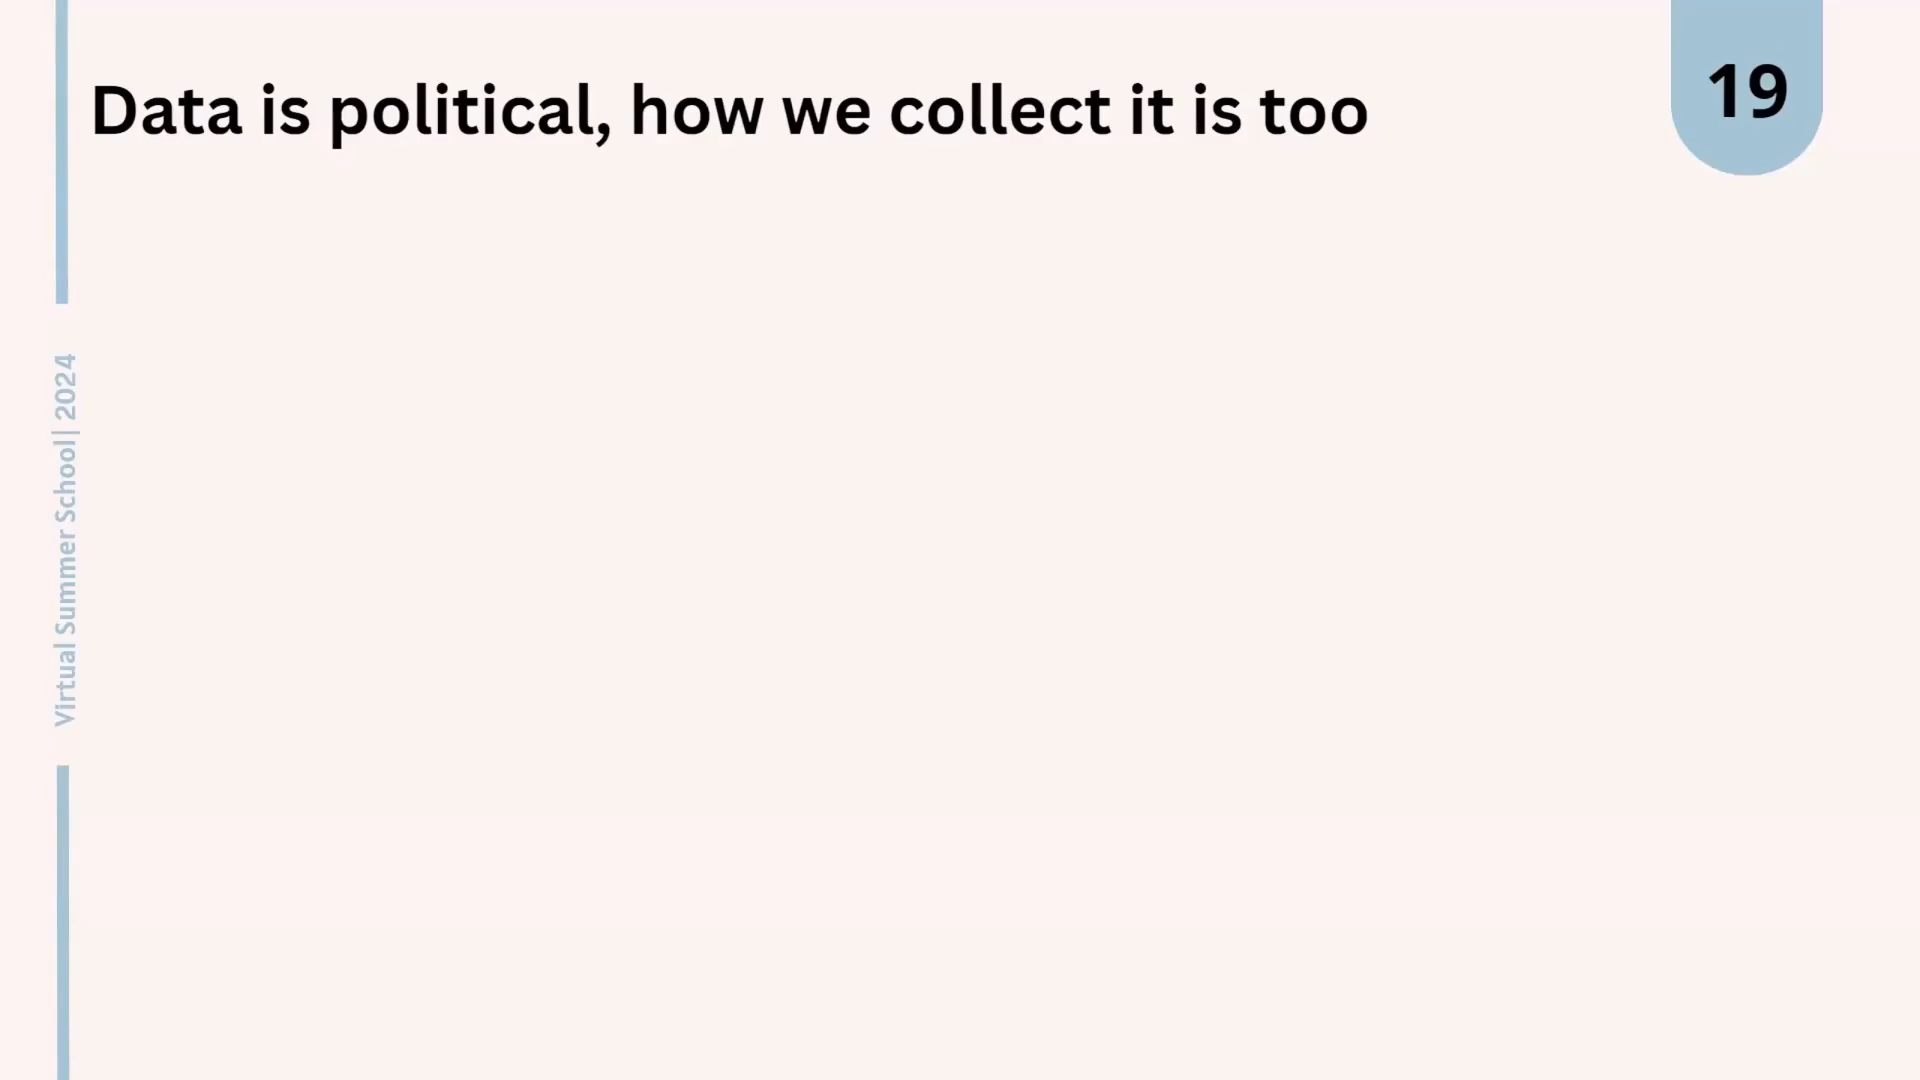 Data is political, how we collect it is too
19
Virtual Summer School| 2024